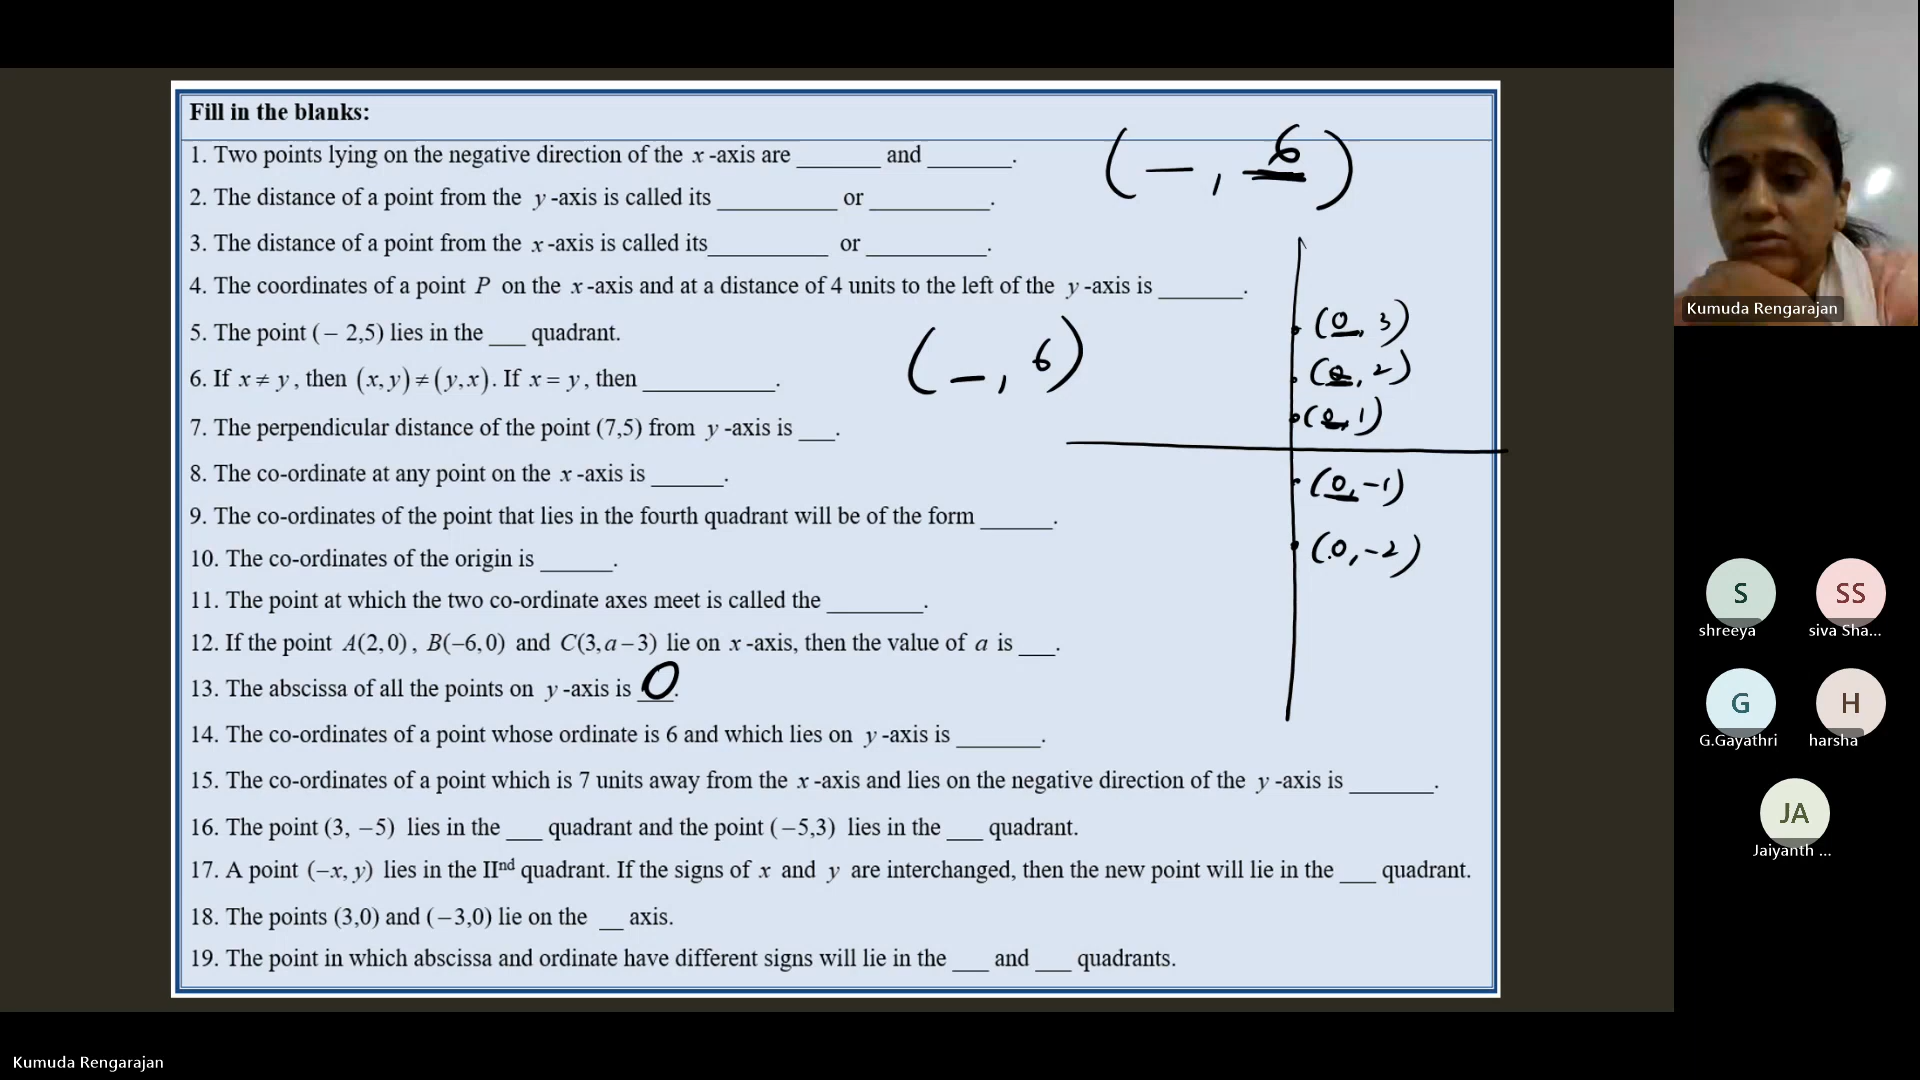 Fill in the blanks:
1. Two points lying on the negative direction of the x-axis are _______ and _______.
2. The distance of a point from the y-axis is called its __________ or __________.
3. The distance of a point from the x-axis is called its__________ or __________.
4. The coordinates of a point P on the x-axis and at a distance of 4 units to the left of the y-axis is _______.
5. The point (− 2,5) lies in the ___ quadrant.
6. If x ≠ y, then (x, y) ≠ (y, x). If x = y, then ___________.
7. The perpendicular distance of the point (7,5) from y-axis is ___.
8. The co-ordinate at any point on the x-axis is ______.
9. The co-ordinates of the point that lies in the fourth quadrant will be of the form ______.
10. The co-ordinates of the origin is ______.
11. The point at which the two co-ordinate axes meet is called the ________.
12. If the point A(2,0), B(−6,0) and C(3, a − 3) lie on x-axis, then the value of a is ___.
13. The abscissa of all the points on y-axis is 0.
14. The co-ordinates of a point whose ordinate is 6 and which lies on y-axis is _______.
15. The co-ordinates of a point which is 7 units away from the x-axis and lies on the negative direction of the y-axis is _______.
16. The point (3, −5) lies in the ___ quadrant and the point (−5,3) lies in the ___ quadrant.
17. A point (−x, y) lies in the IInd quadrant. If the signs of x and y are interchanged, then the new point will lie in the ___ quadrant.
18. The points (3,0) and (−3,0) lie on the __ axis.
19. The point in which abscissa and ordinate have different signs will lie in the ___ and ___ quadrants.
(—, 6)
(—, 6)
(0, 3)
(0, 2)
(0, 1)
(0, -1)
(0, -2)
Kumuda Rengarajan
S
shreeya
SS
siva Sha...
G
G.Gayathri
H
harsha
JA
Jaiyanth ...
Kumuda Rengarajan